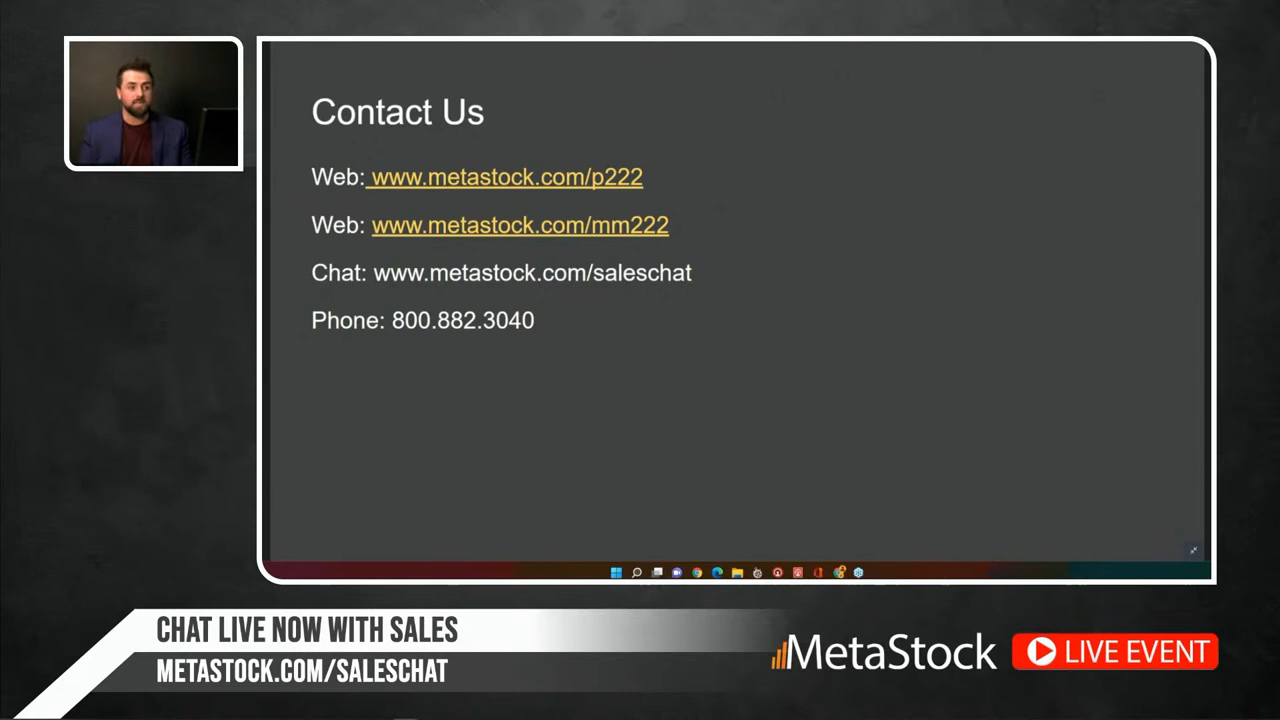 Contact Us
Web: www.metastock.com/p222
Web: www.metastock.com/mm222
Chat: www.metastock.com/saleschat
Phone: 800.882.3040
CHAT LIVE NOW WITH SALES
METASTOCK.COM/SALESCHAT
MetaStock LIVE EVENT